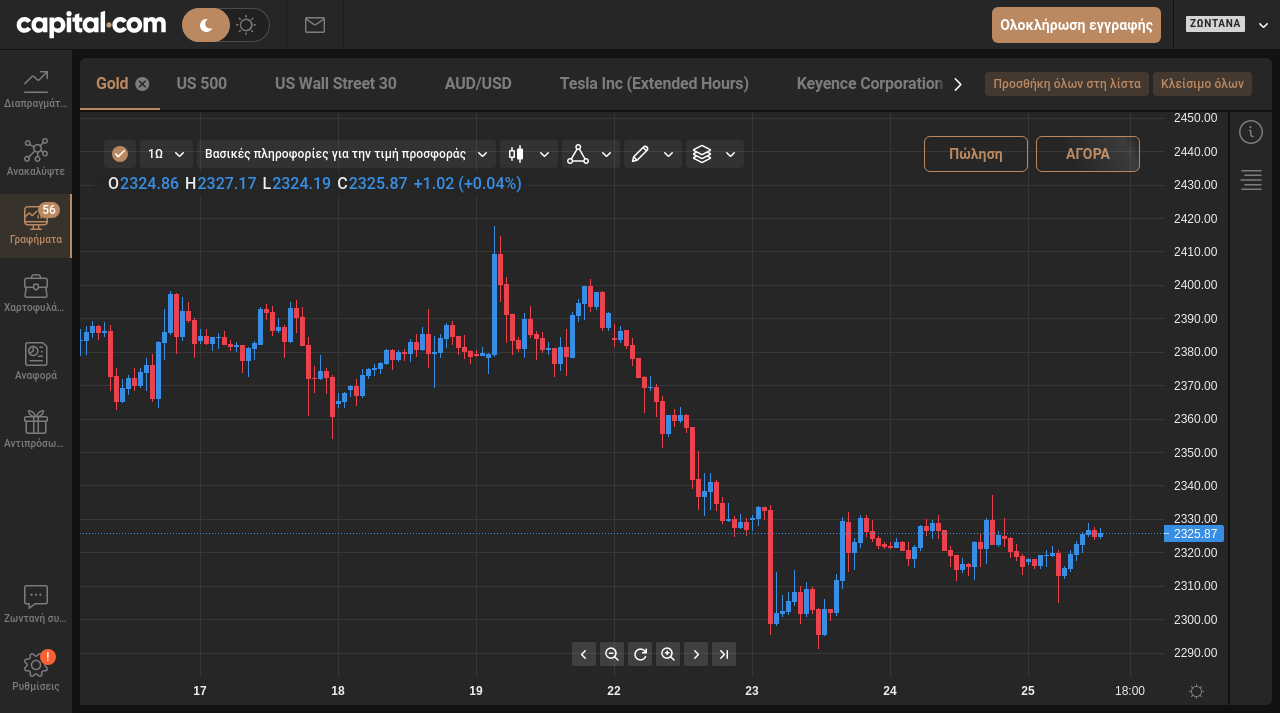 capital.com
Ολοκλήρωση εγγραφής
ΖΩΝΤΑΝΑ
Gold
US 500
US Wall Street 30
AUD/USD
Tesla Inc (Extended Hours)
Keyence Corporation
Προσθήκη όλων στη λίστα
Κλείσιμο όλων
Διαπραγμάτ...
Ανακαλύψτε
56
Γραφήματα
Χαρτοφυλά...
Αναφορά
Αντιπρόσω...
Ζωντανή συ...
!
Ρυθμίσεις
1Ω
Βασικές πληροφορίες για την τιμή προσφοράς
Πώληση
ΑΓΟΡΑ
O2324.86 H2327.17 L2324.19 C2325.87 +1.02 (+0.04%)
2450.00
2440.00
2430.00
2420.00
2410.00
2400.00
2390.00
2380.00
2370.00
2360.00
2350.00
2340.00
2330.00
2325.87
2320.00
2310.00
2300.00
2290.00
17
18
19
22
23
24
25
18:00